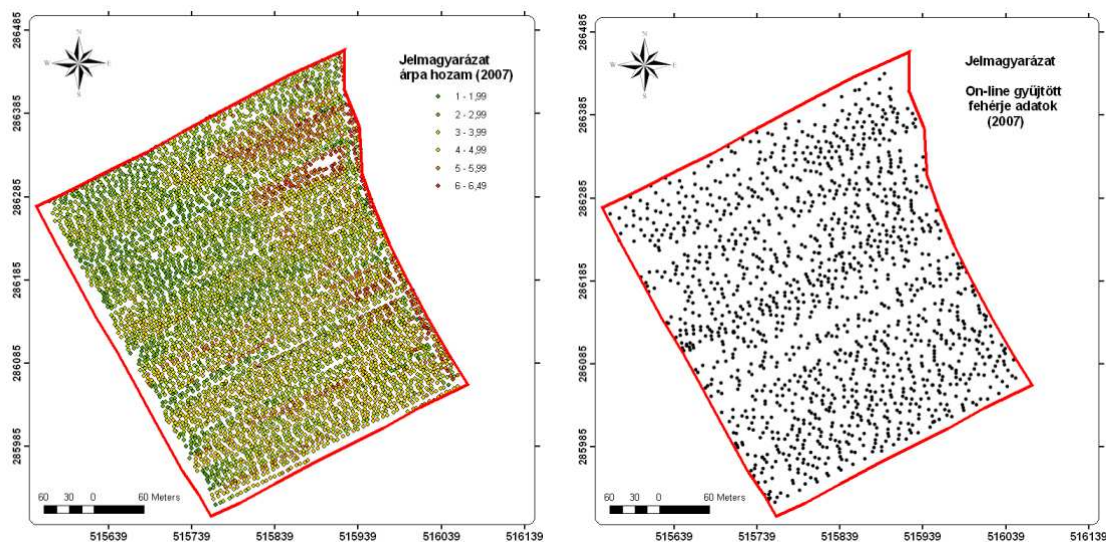 286485
286385
286285
286185
286085
285985
N
W
E
S
Jelmagyarázat
árpa hozam (2007)
1 - 1,99
2 - 2,99
3 - 3,99
4 - 4,99
5 - 5,99
6 - 6,49
60 30 0 60 Meters
515639 515739 515839 515939 516039 516139
286485
286385
286285
286185
286085
285985
N
W
E
S
Jelmagyarázat
On-line gyűjtött
fehérje adatok
(2007)
60 30 0 60 Meters
515639 515739 515839 515939 516039 516139